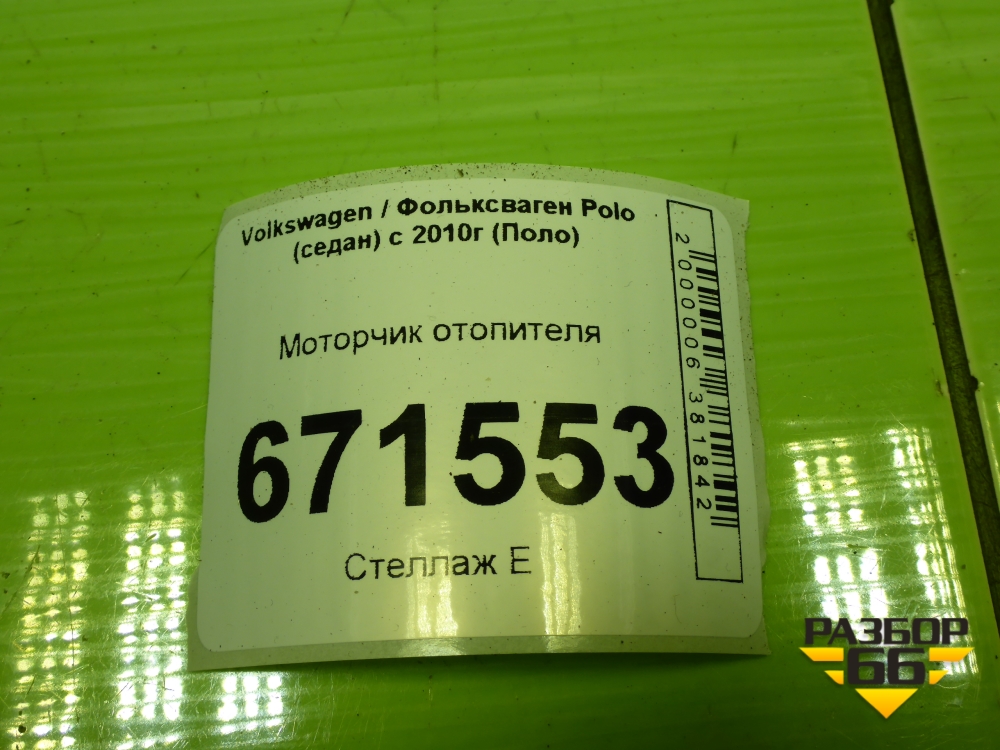 Volkswagen / Фольксваген Polo
(седан) с 2010г (Поло)
Моторчик отопителя
671553
Стеллаж Е
2000006381842
РАЗБОР
66